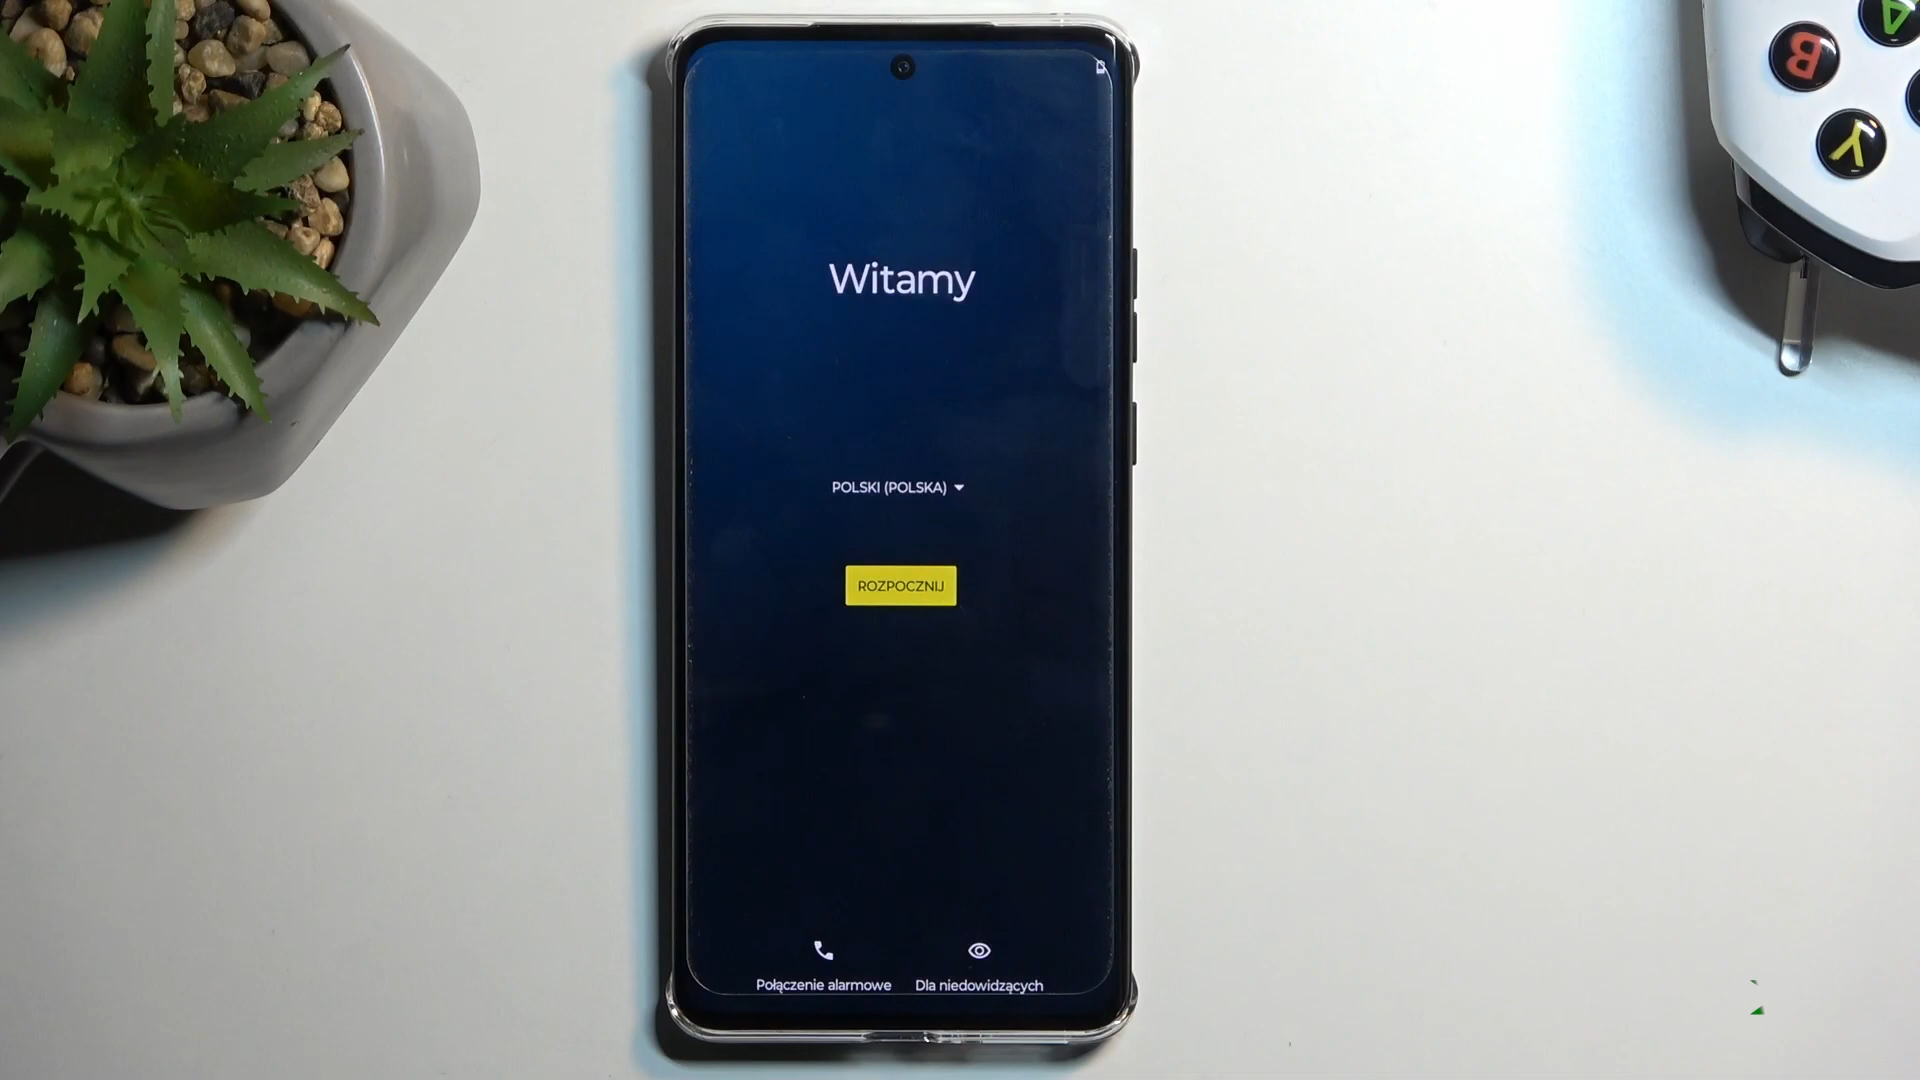 A
B
Y
Witamy
POLSKI (POLSKA)
ROZPOCZNIJ
Połączenie alarmowe Dla niedowidzących